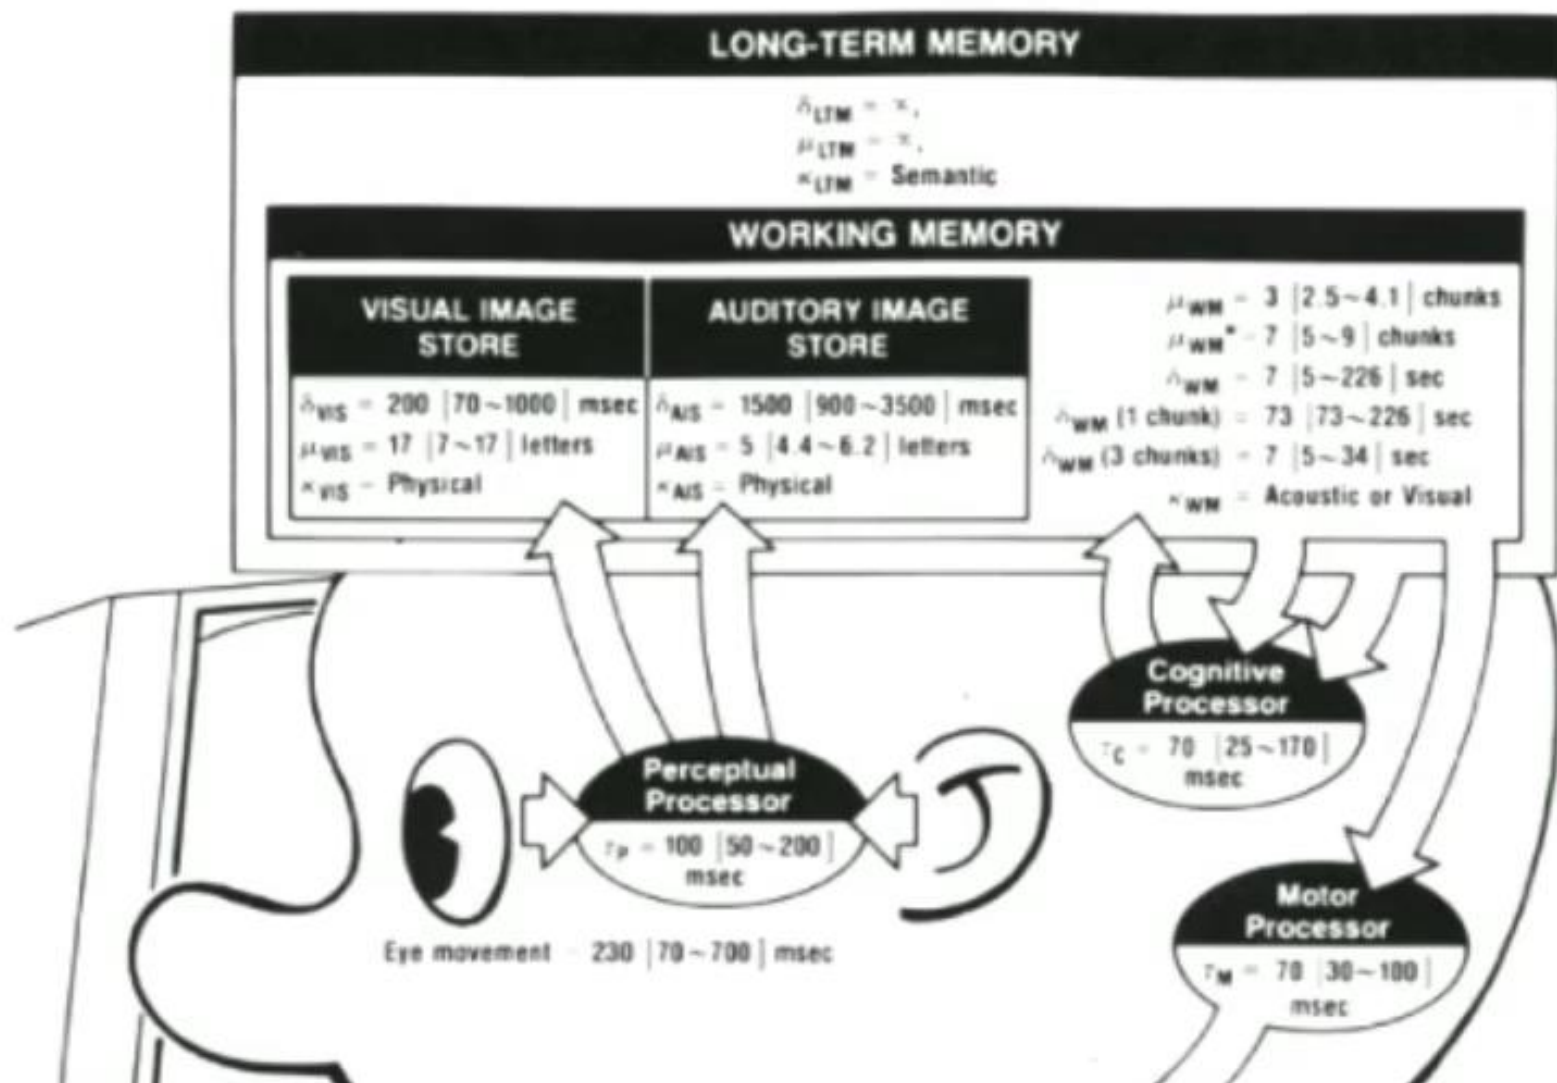 LONG-TERM MEMORY
δLTM = ∞,
μLTM = ∞,
κLTM = Semantic
WORKING MEMORY
VISUAL IMAGE
STORE
δVIS = 200 [70~1000] msec
μVIS = 17 [7~17] letters
κVIS = Physical
AUDITORY IMAGE
STORE
δAIS = 1500 [900~3500] msec
μAIS = 5 [4.4~6.2] letters
κAIS = Physical
μWM = 3 [2.5~4.1] chunks
μWM* = 7 [5~9] chunks
δWM = 7 [5~226] sec
δWM (1 chunk) = 73 [73~226] sec
δWM (3 chunks) = 7 [5~34] sec
κWM = Acoustic or Visual
Cognitive
Processor
τC = 70 [25~170]
msec
Perceptual
Processor
τP = 100 [50~200]
msec
Eye movement = 230 [70~700] msec
Motor
Processor
τM = 70 [30~100]
msec